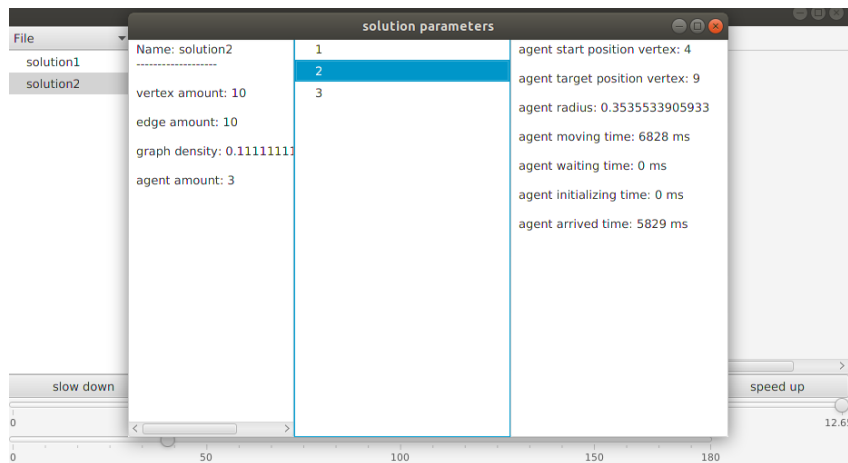 solution parameters
File
solution1
solution2
Name: solution2
-------------------
vertex amount: 10
edge amount: 10
graph density: 0.11111111
agent amount: 3
1
2
3
agent start position vertex: 4
agent target position vertex: 9
agent radius: 0.3535533905933
agent moving time: 6828 ms
agent waiting time: 0 ms
agent initializing time: 0 ms
agent arrived time: 5829 ms
slow down
speed up
0
12.65
0
50
100
150
180